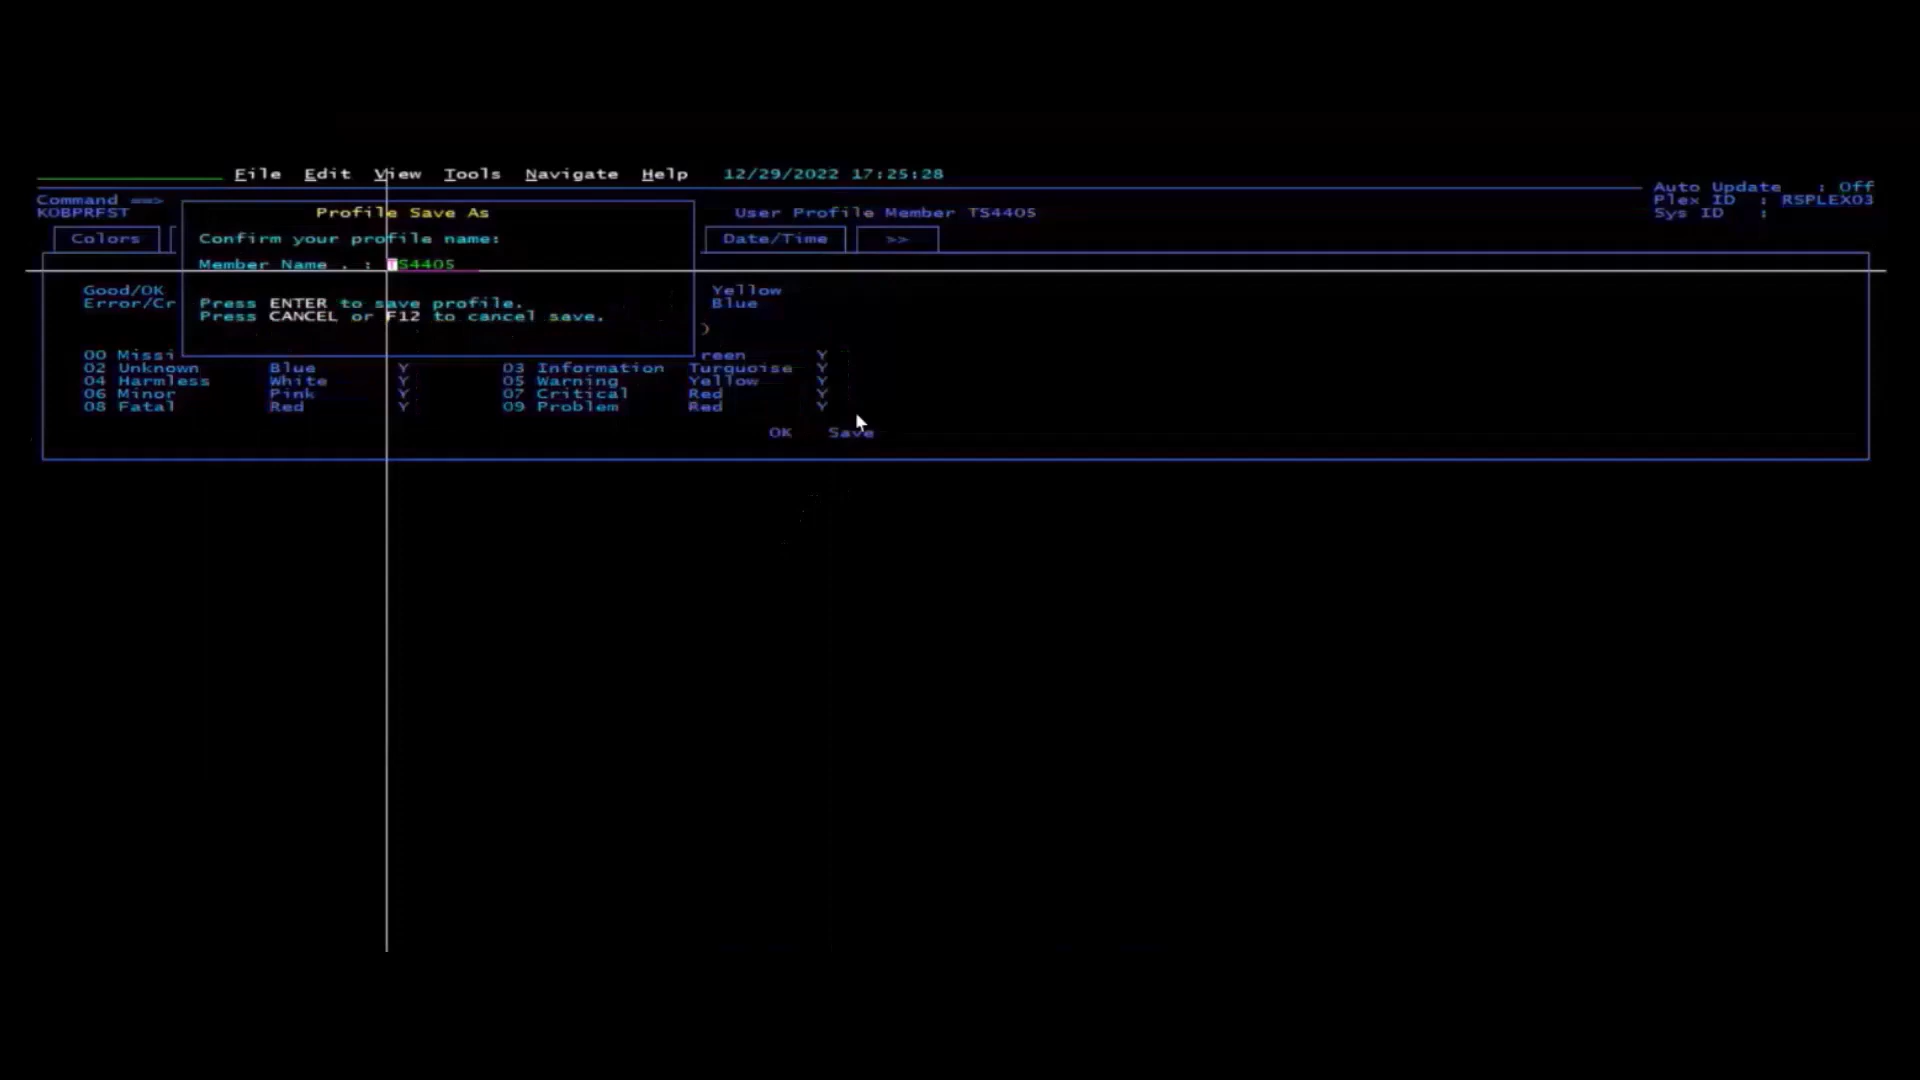 File Edit View Tools Navigate Help 12/29/2022 17:25:28
Auto Update : Off
Command ==>
Plex ID : RSPLEX03
KOBPRFST Profile Save As User Profile Member TS4405
Sys ID :
Colors Confirm your profile name: Date/Time >>
Member Name . : TS4405
Good/OK Yellow
Error/Cr Press ENTER to save profile. Blue
Press CANCEL or F12 to cancel save.
)
00 Missi reen Y
02 Unknown Blue Y 03 Information Turquoise Y
04 Harmless White Y 05 Warning Yellow Y
06 Minor Pink Y 07 Critical Red Y
08 Fatal Red Y 09 Problem Red Y
OK Save